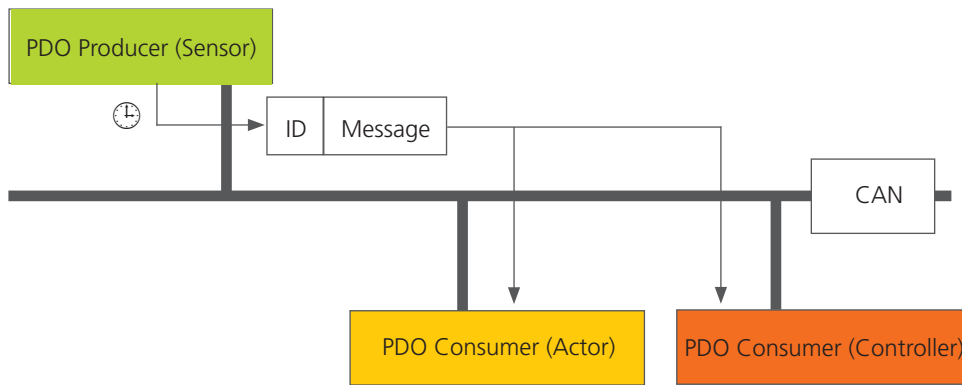 PDO Producer (Sensor)
ID
Message
CAN
PDO Consumer (Actor)
PDO Consumer (Controller)